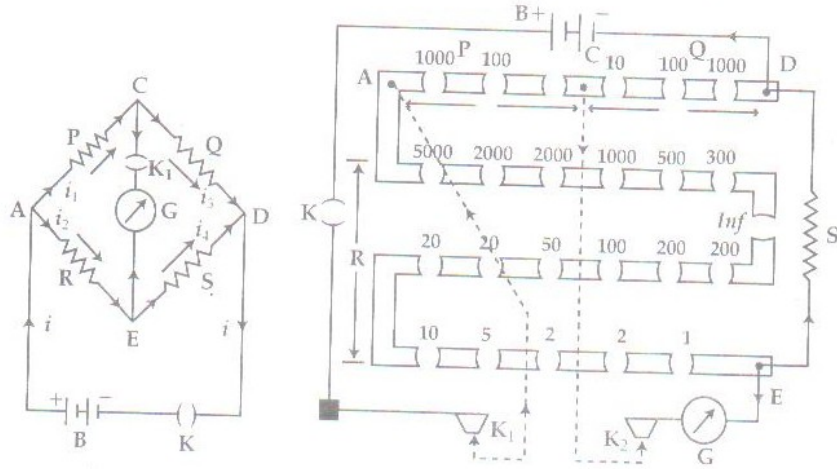 C
P
Q
K₁
i₁
i₃
A
G
D
i₂
i₄
R
S
E
i
i
+
−
B
K
B+
−
P
C
Q
1000 100 10 100 1000
A
D
5000 2000 2000 1000 500 300
K
Inf
S
R
20 20 50 100 200 200
10 5 2 2 1
E
K₁
K₂
G